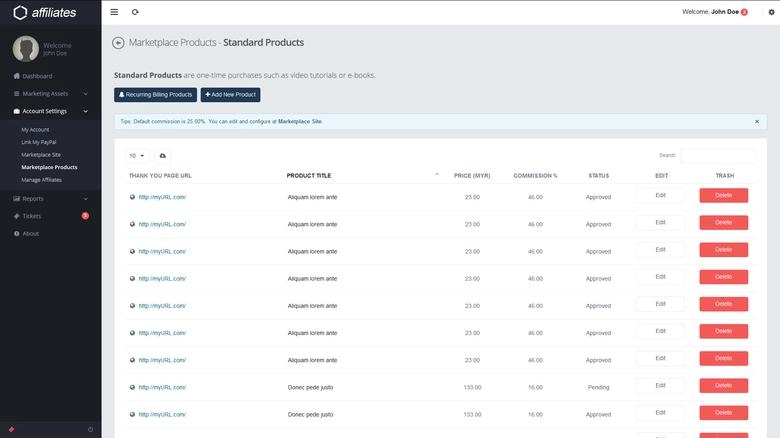 affiliates
Welcome, John Doe 3
Welcome
John Doe
Dashboard
Marketing Assets
Account Settings
My Account
Link My PayPal
Marketplace Site
Marketplace Products
Manage Affiliates
Reports
Tickets
About
Marketplace Products - Standard Products
Standard Products are one-time purchases such as video tutorials or e-books.
Recurring Billing Products
Add New Product
Tips: Default commission is 25.00%. You can edit and configure at Marketplace Site.
10
Search:
THANK YOU PAGE URL PRODUCT TITLE PRICE (MYR) COMMISSION % STATUS EDIT TRASH
http://myURL.com/ Aliquam lorem ante 23.00 46.00 Approved Edit Delete
http://myURL.com/ Aliquam lorem ante 23.00 46.00 Approved Edit Delete
http://myURL.com/ Aliquam lorem ante 23.00 46.00 Approved Edit Delete
http://myURL.com/ Aliquam lorem ante 23.00 46.00 Approved Edit Delete
http://myURL.com/ Aliquam lorem ante 23.00 46.00 Approved Edit Delete
http://myURL.com/ Aliquam lorem ante 23.00 46.00 Approved Edit Delete
http://myURL.com/ Aliquam lorem ante 23.00 46.00 Approved Edit Delete
http://myURL.com/ Donec pede justo 133.00 16.00 Pending Edit Delete
http://myURL.com/ Donec pede justo 133.00 16.00 Approved Edit Delete